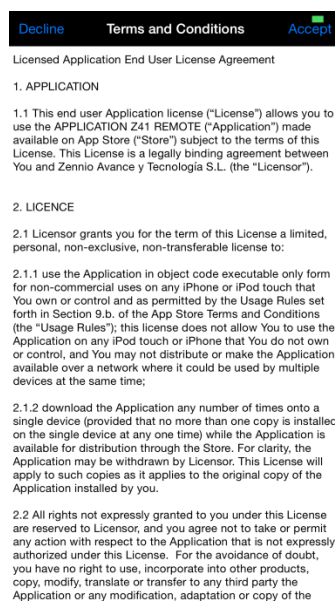 Decline Terms and Conditions Accept
Licensed Application End User License Agreement
1. APPLICATION
1.1 This end user Application license (“License”) allows you to
use the APPLICATION Z41 REMOTE (“Application”) made
available on App Store (“Store”) subject to the terms of this
License. This License is a legally binding agreement between
You and Zennio Avance y Tecnología S.L. (the “Licensor”).
2. LICENCE
2.1 Licensor grants you for the term of this License a limited,
personal, non-exclusive, non-transferable license to:
2.1.1 use the Application in object code executable only form
for non-commercial uses on any iPhone or iPod touch that
You own or control and as permitted by the Usage Rules set
forth in Section 9.b. of the App Store Terms and Conditions
(the “Usage Rules”); this license does not allow You to use the
Application on any iPod touch or iPhone that You do not own
or control, and You may not distribute or make the Application
available over a network where it could be used by multiple
devices at the same time;
2.1.2 download the Application any number of times onto a
single device (provided that no more than one copy is installed
on the single device at any one time) while the Application is
available for distribution through the Store. For clarity, the
Application may be withdrawn by Licensor. This License will
apply to such copies as it applies to the original copy of the
Application installed by you.
2.2 All rights not expressly granted to you under this License
are reserved to Licensor, and you agree not to take or permit
any action with respect to the Application that is not expressly
authorized under this License. For the avoidance of doubt,
you have no right to use, incorporate into other products,
copy, modify, translate or transfer to any third party the
Application or any modification, adaptation or copy of the